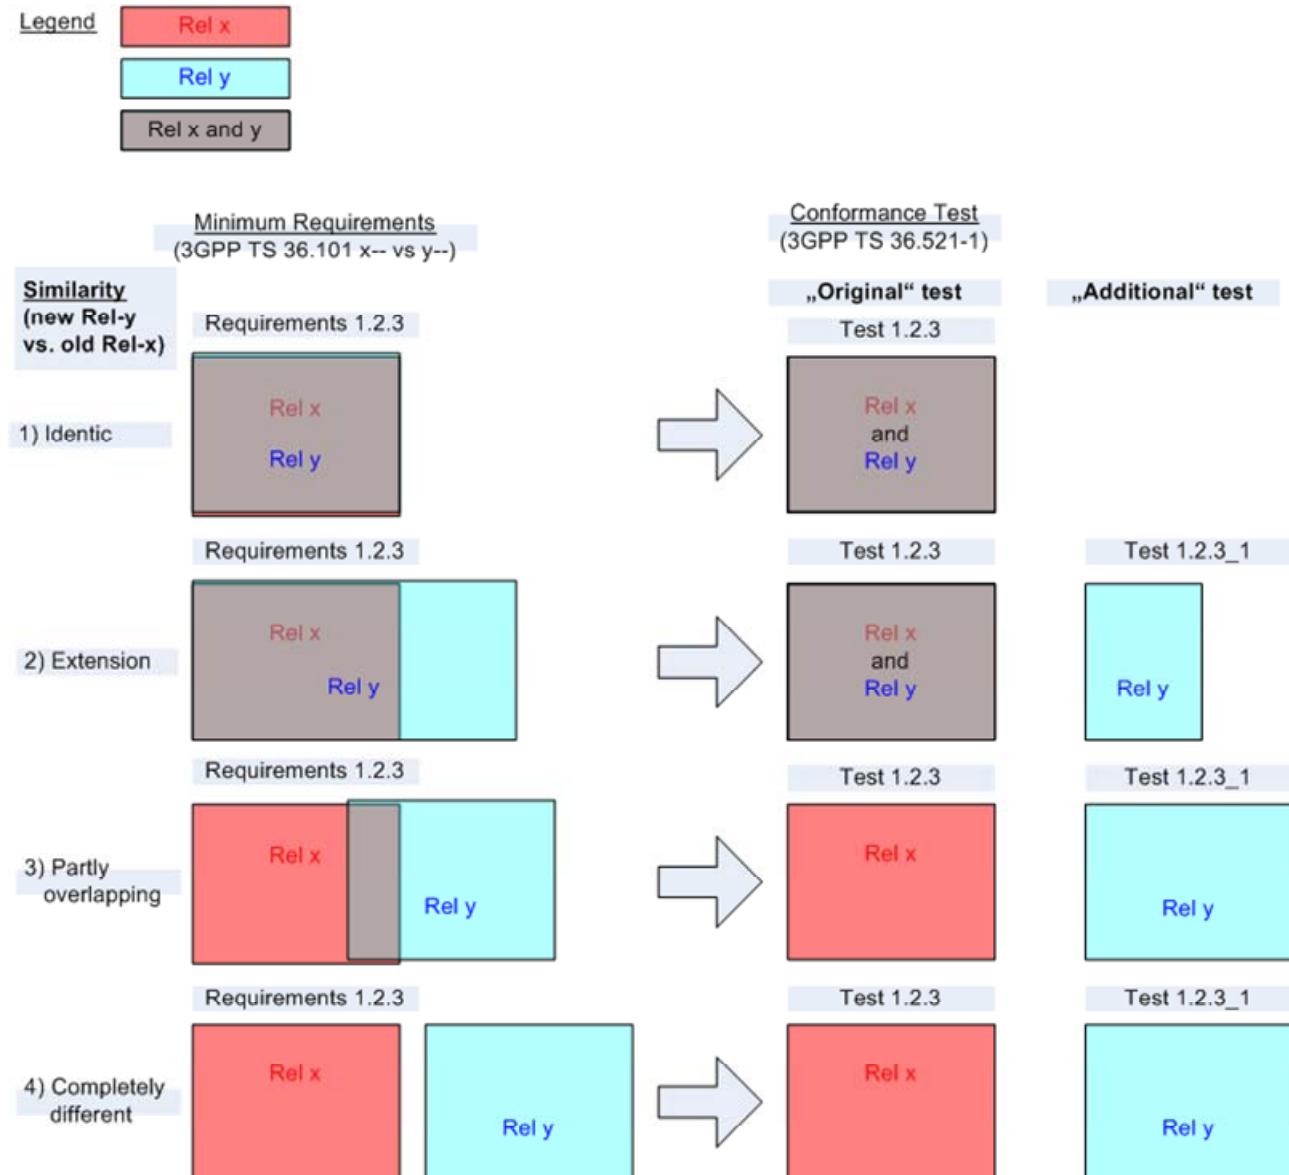 Legend
Rel x
Rel y
Rel x and y
Minimum Requirements
(3GPP TS 36.101 x-- vs y--)
Conformance Test
(3GPP TS 36.521-1)
Similarity
(new Rel-y
vs. old Rel-x)
„Original“ test
„Additional“ test
Requirements 1.2.3
Test 1.2.3
1) Identic
Rel x
Rel y
Rel x
and
Rel y
Requirements 1.2.3
Test 1.2.3
Test 1.2.3_1
2) Extension
Rel x
Rel y
Rel x
and
Rel y
Rel y
Requirements 1.2.3
Test 1.2.3
Test 1.2.3_1
3) Partly
overlapping
Rel x
Rel y
Rel x
Rel y
Requirements 1.2.3
Test 1.2.3
Test 1.2.3_1
4) Completely
different
Rel x
Rel y
Rel x
Rel y